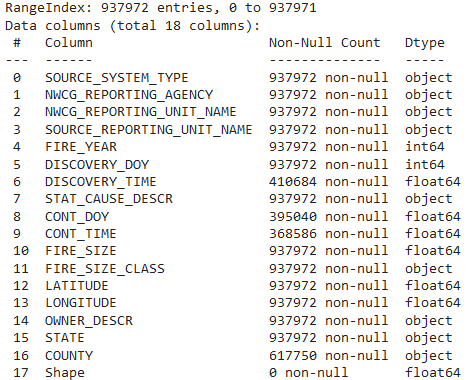 RangeIndex: 937972 entries, 0 to 937971
Data columns (total 18 columns):
 #   Column                     Non-Null Count   Dtype
---  ------                     --------------   -----
 0   SOURCE_SYSTEM_TYPE         937972 non-null  object
 1   NWCG_REPORTING_AGENCY      937972 non-null  object
 2   NWCG_REPORTING_UNIT_NAME   937972 non-null  object
 3   SOURCE_REPORTING_UNIT_NAME 937972 non-null  object
 4   FIRE_YEAR                  937972 non-null  int64
 5   DISCOVERY_DOY              937972 non-null  int64
 6   DISCOVERY_TIME             410684 non-null  float64
 7   STAT_CAUSE_DESCR           937972 non-null  object
 8   CONT_DOY                   395040 non-null  float64
 9   CONT_TIME                  368586 non-null  float64
 10  FIRE_SIZE                  937972 non-null  float64
 11  FIRE_SIZE_CLASS            937972 non-null  object
 12  LATITUDE                   937972 non-null  float64
 13  LONGITUDE                  937972 non-null  float64
 14  OWNER_DESCR                937972 non-null  object
 15  STATE                      937972 non-null  object
 16  COUNTY                     617750 non-null  object
 17  Shape                      0 non-null       float64